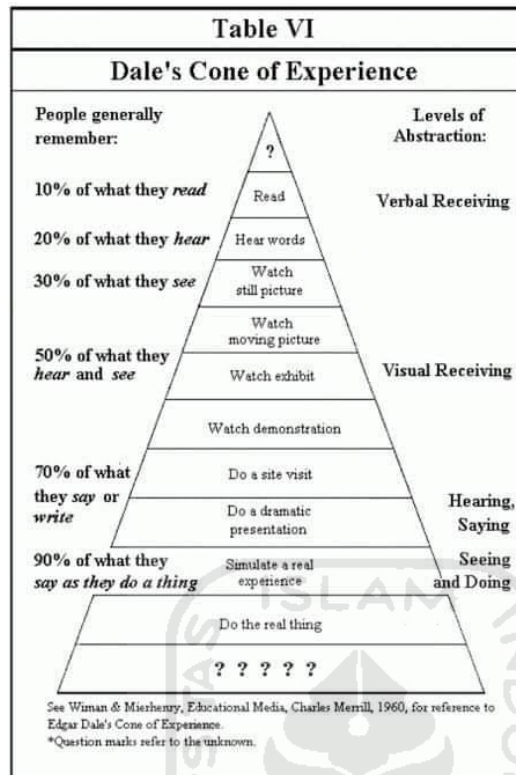 Table VI
Dale's Cone of Experience
People generally
remember:
Levels of
Abstraction:
?
10% of what they read
Read
Verbal Receiving
20% of what they hear
Hear words
30% of what they see
Watch
still picture
Watch
moving picture
50% of what they
hear and see
Watch exhibit
Visual Receiving
Watch demonstration
70% of what
they say or
write
Do a site visit
Do a dramatic
presentation
Hearing,
Saying
90% of what they
say as they do a thing
Simulate a real
experience
Seeing
and Doing
Do the real thing
? ? ? ? ?
See Wiman & Mierhenry, Educational Media, Charles Merrill, 1960, for reference to
Edgar Dale's Cone of Experience.
*Question marks refer to the unknown.
ISLAM